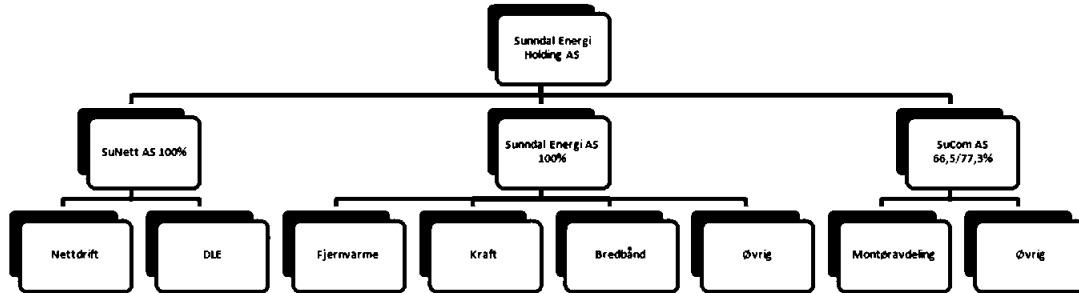 Sunndal Energi
Holding AS
SuNett AS 100%
Sunndal Energi AS
100%
SuCom AS
66,5/77,3%
Nettdrift
DLE
Fjernvarme
Kraft
Bredbånd
Øvrig
Montøravdeling
Øvrig